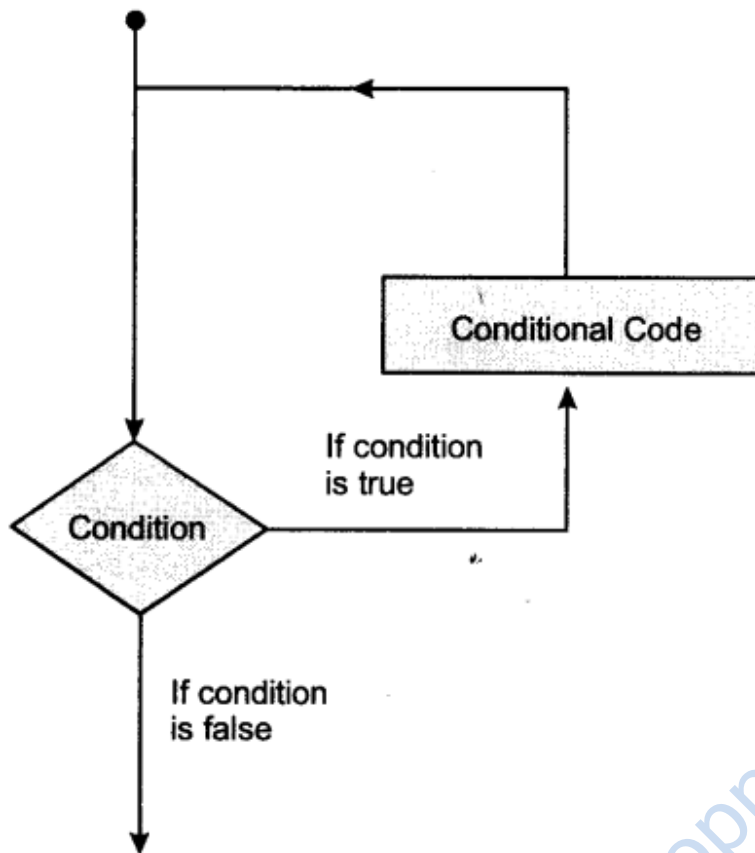 Conditional Code
If condition
is true
Condition
If condition
is false